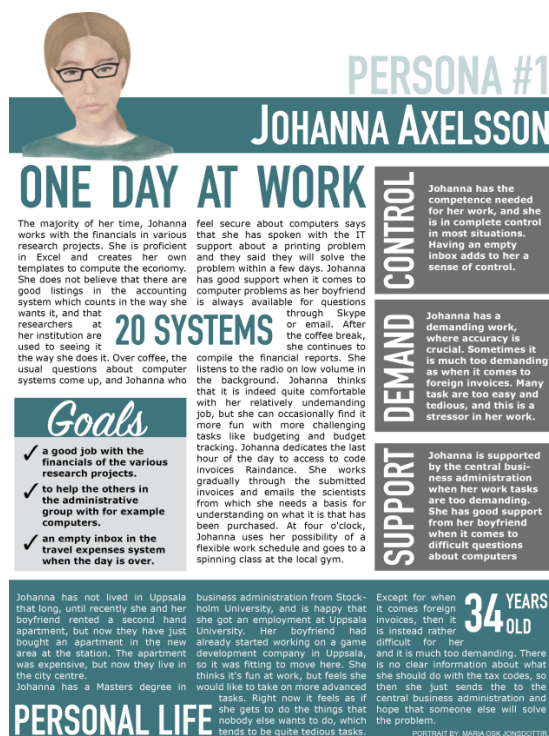 PERSONA #1
JOHANNA AXELSSON
ONE DAY AT WORK
The majority of her time, Johanna
works with the financials in various
research projects. She is proficient
in Excel and creates her own
templates to compute the economy.
She does not believe that there are
good listings in the accounting
system which counts in the way she
wants it, and that
researchers at
her institution are
used to seeing it
the way she does it. Over coffee, the
usual questions about computer
systems come up, and Johanna who
20 SYSTEMS
feel secure about computers says
that she has spoken with the IT
support about a printing problem
and they said they will solve the
problem within a few days. Johanna
has good support when it comes to
computer problems as her boyfriend
is always available for questions
through Skype
or email. After
the coffee break,
she continues to
compile the financial reports. She
listens to the radio on low volume in
the background. Johanna thinks
that it is indeed quite comfortable
with her relatively undemanding
job, but she can occasionally find it
more fun with more challenging
tasks like budgeting and budget
tracking. Johanna dedicates the last
hour of the day to access to code
invoices Raindance. She works
gradually through the submitted
invoices and emails the scientists
from which she needs a basis for
understanding on what it is that has
been purchased. At four o'clock,
Johanna uses her possibility of a
flexible work schedule and goes to a
spinning class at the local gym.
Goals
a good job with the
financials of the various
research projects.
to help the others in
the administrative
group with for example
computers.
an empty inbox in the
travel expenses system
when the day is over.
CONTROL
Johanna has the
competence needed
for her work, and she
is in complete control
in most situations.
Having an empty
inbox adds to her a
sense of control.
DEMAND
Johanna has a
demanding work,
where accuracy is
crucial. Sometimes it
is much too demanding
as when it comes to
foreign invoices. Many
task are too easy and
tedious, and this is a
stressor in her work.
SUPPORT
Johanna is supported
by the central busi-
ness administration
when her work tasks
are too demanding.
She has good support
from her boyfriend
when it comes to
difficult questions
about computers
Johanna has not lived in Uppsala
that long, until recently she and her
boyfriend rented a second hand
apartment, but now they have just
bought an apartment in the new
area at the station. The apartment
was expensive, but now they live in
the city centre.
Johanna has a Masters degree in
PERSONAL LIFE
business administration from Stock-
holm University, and is happy that
she got an employment at Uppsala
University. Her boyfriend had
already started working on a game
development company in Uppsala,
so it was fitting to move here. She
thinks it's fun at work, but feels she
would like to take on more advanced
tasks. Right now it feels as if
she gets to do the things that
nobody else wants to do, which
tends to be quite tedious tasks.
Except for when
it comes foreign
invoices, then it
is instead rather
difficult for her
and it is much too demanding. There
is no clear information about what
she should do with the tax codes, so
then she just sends the to the
central business administration and
hope that someone else will solve
the problem.
34 YEARS
OLD
PORTRAIT BY: MARIA OSK JONSDOTTIR